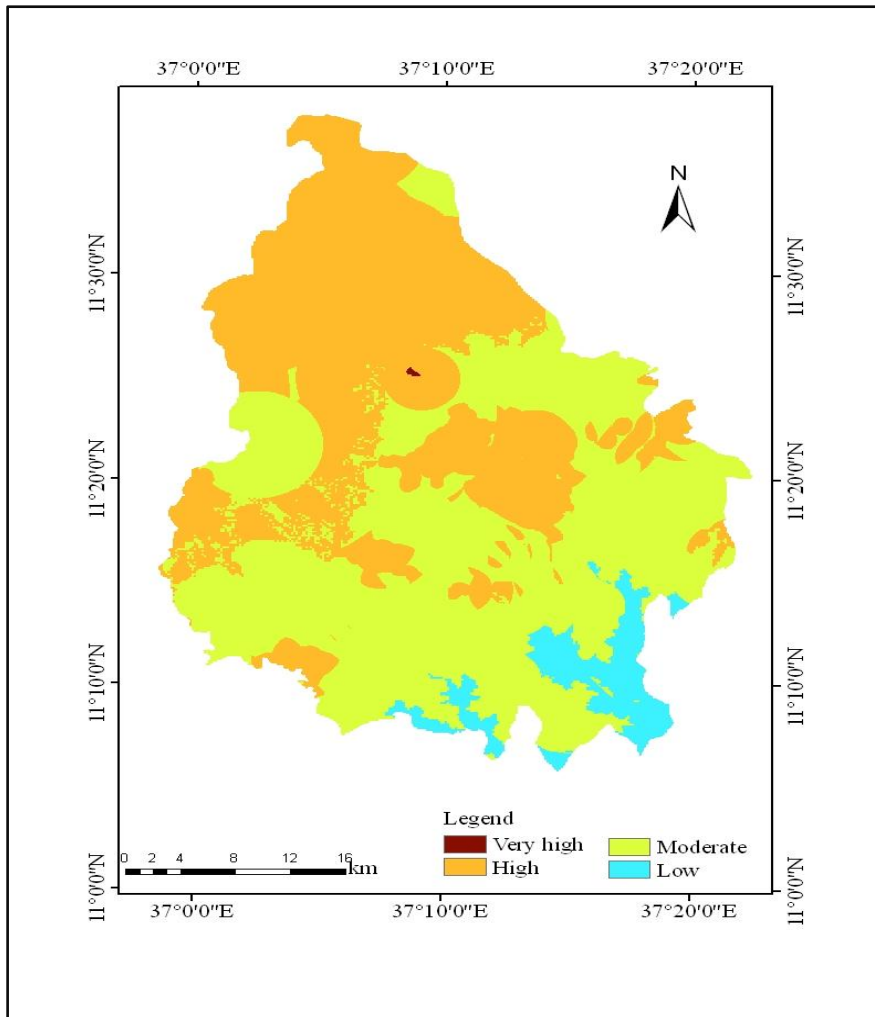 37°0'0"E 37°10'0"E 37°20'0"E
N
11°30'0"N 11°30'0"N
11°20'0"N 11°20'0"N
11°10'0"N 11°10'0"N
11°0'0"N 11°0'0"N
Legend
Very high Moderate
High Low
0 2 4 8 12 16 km
37°0'0"E 37°10'0"E 37°20'0"E